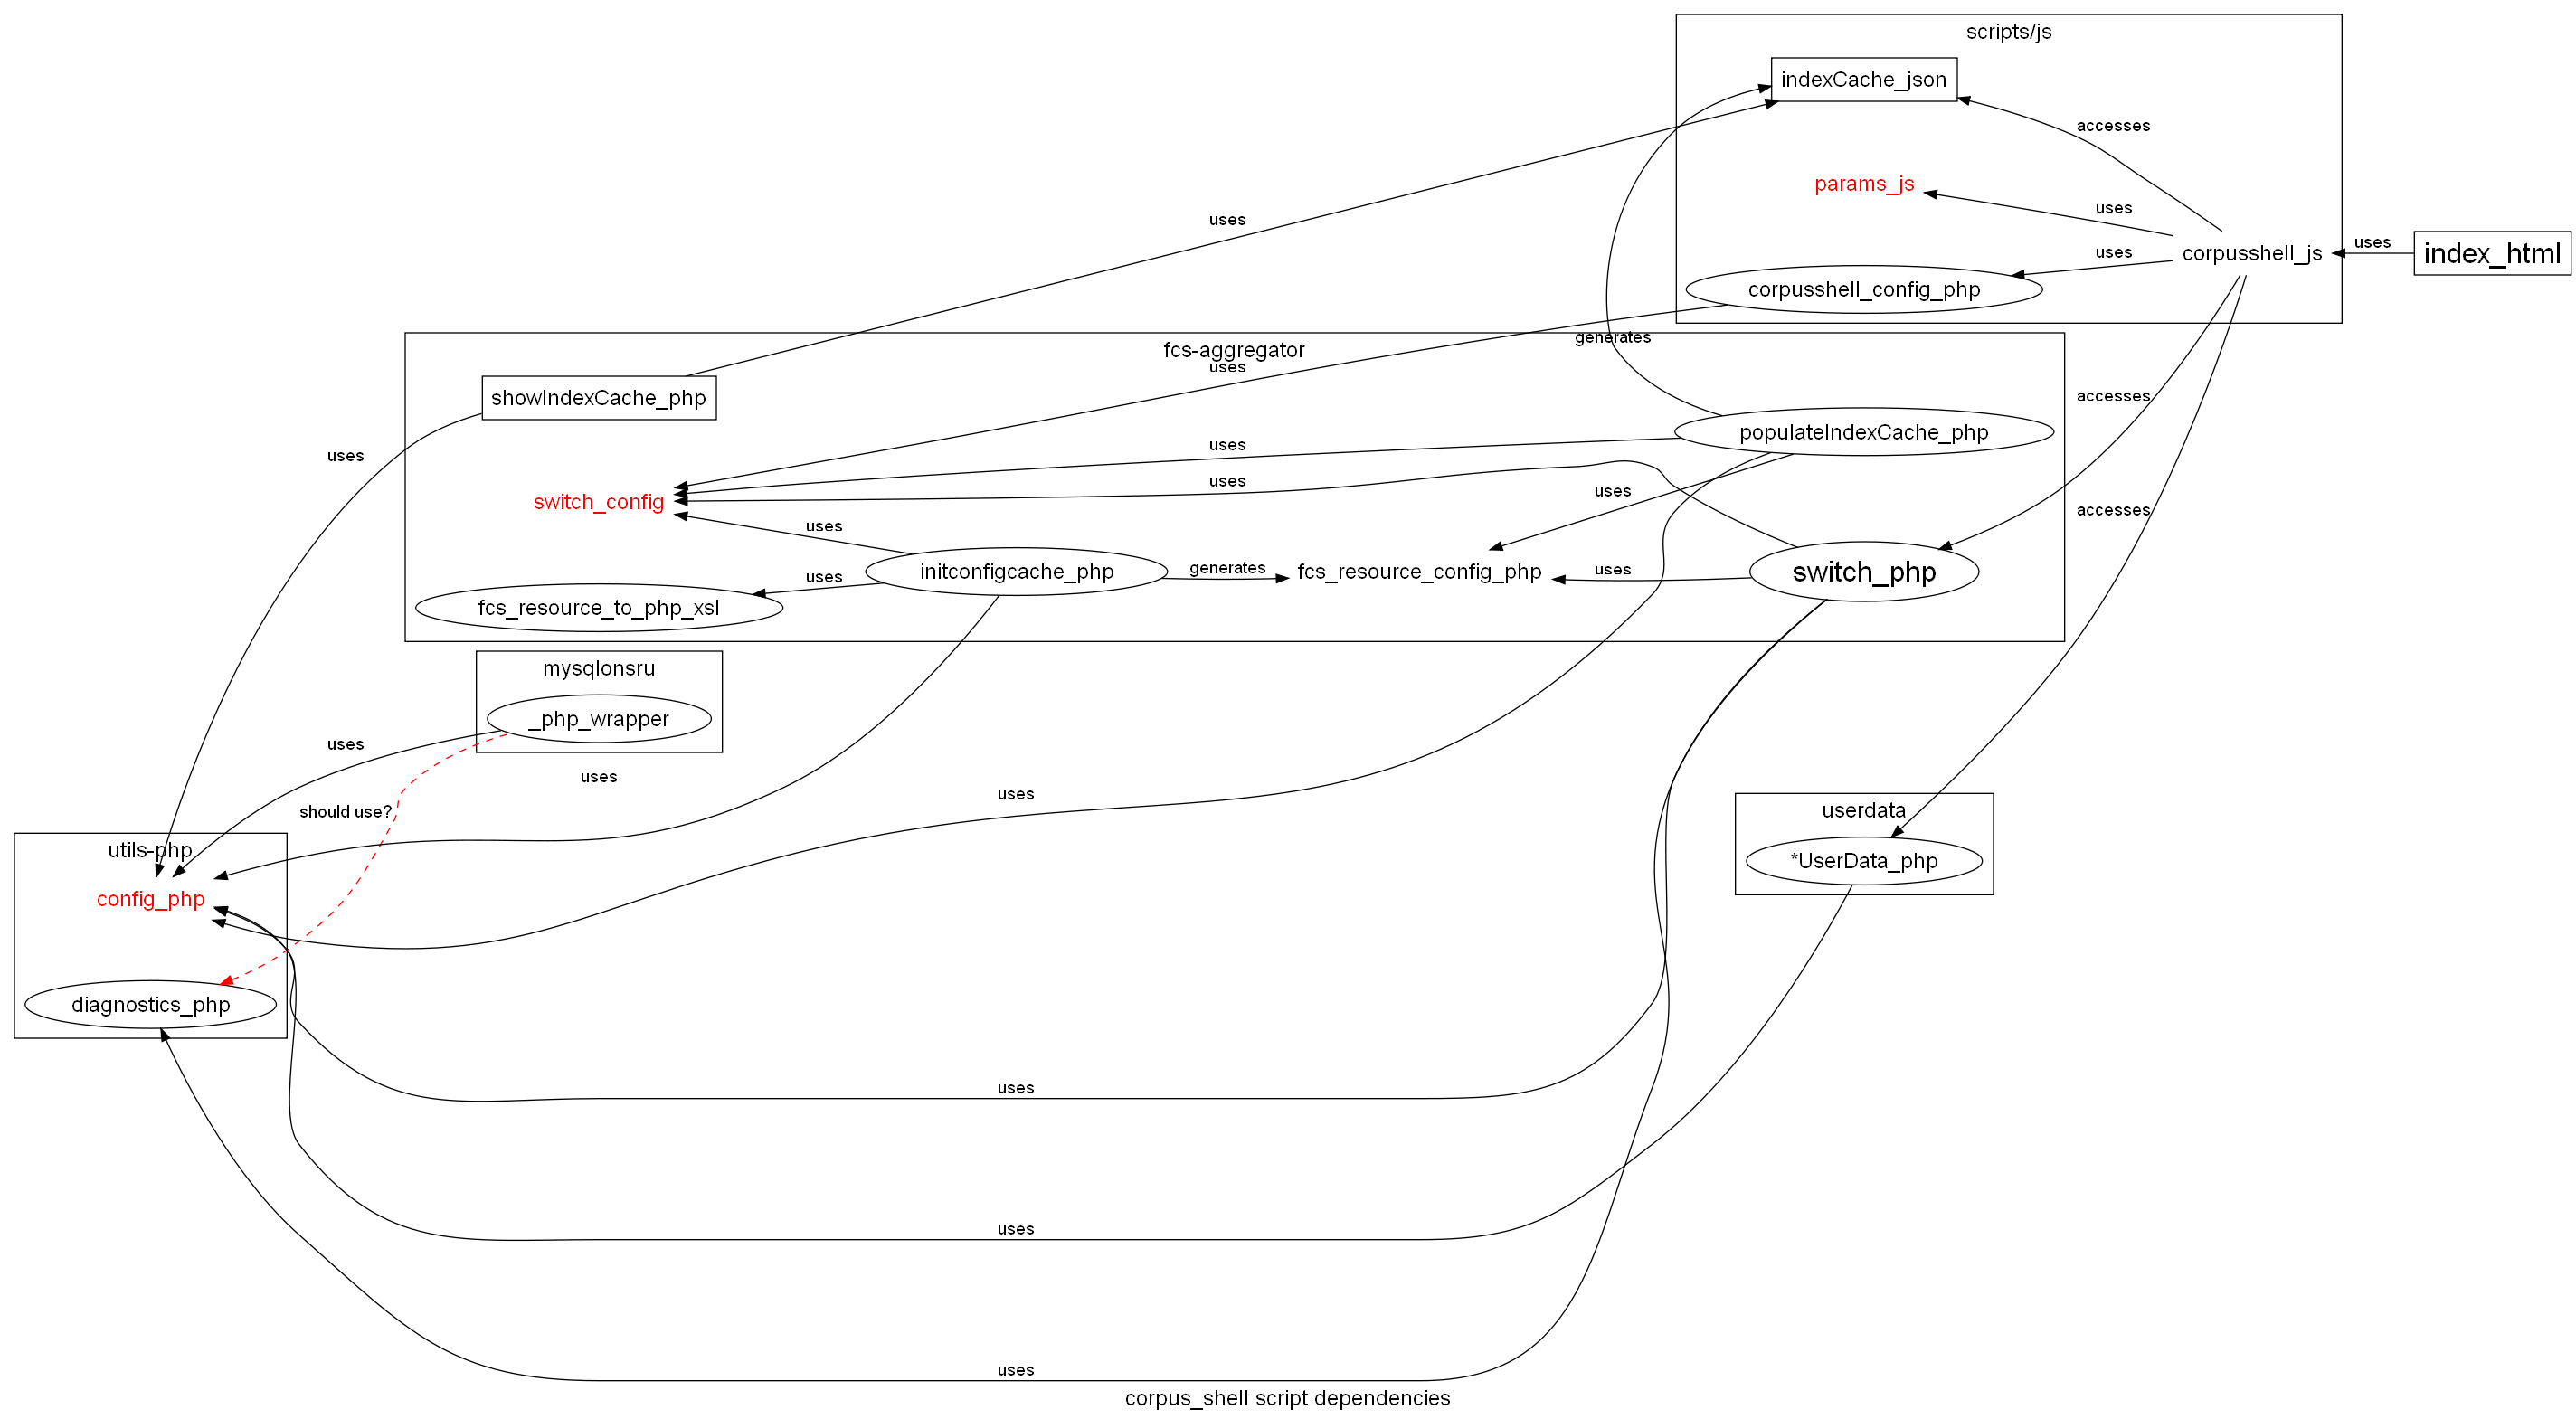 scripts/js
indexCache_json
accesses
params_js
uses
uses
corpusshell_js
uses
index_html
uses
corpusshell_config_php
generates
fcs-aggregator
uses
showIndexCache_php
accesses
populateIndexCache_php
uses
uses
uses
uses
switch_config
accesses
uses
uses
initconfigcache_php
generates
fcs_resource_config_php
uses
switch_php
fcs_resource_to_php_xsl
mysqlonsru
_php_wrapper
uses
uses
uses
should use?
userdata
utils-php
*UserData_php
config_php
diagnostics_php
uses
uses
uses
corpus_shell script dependencies